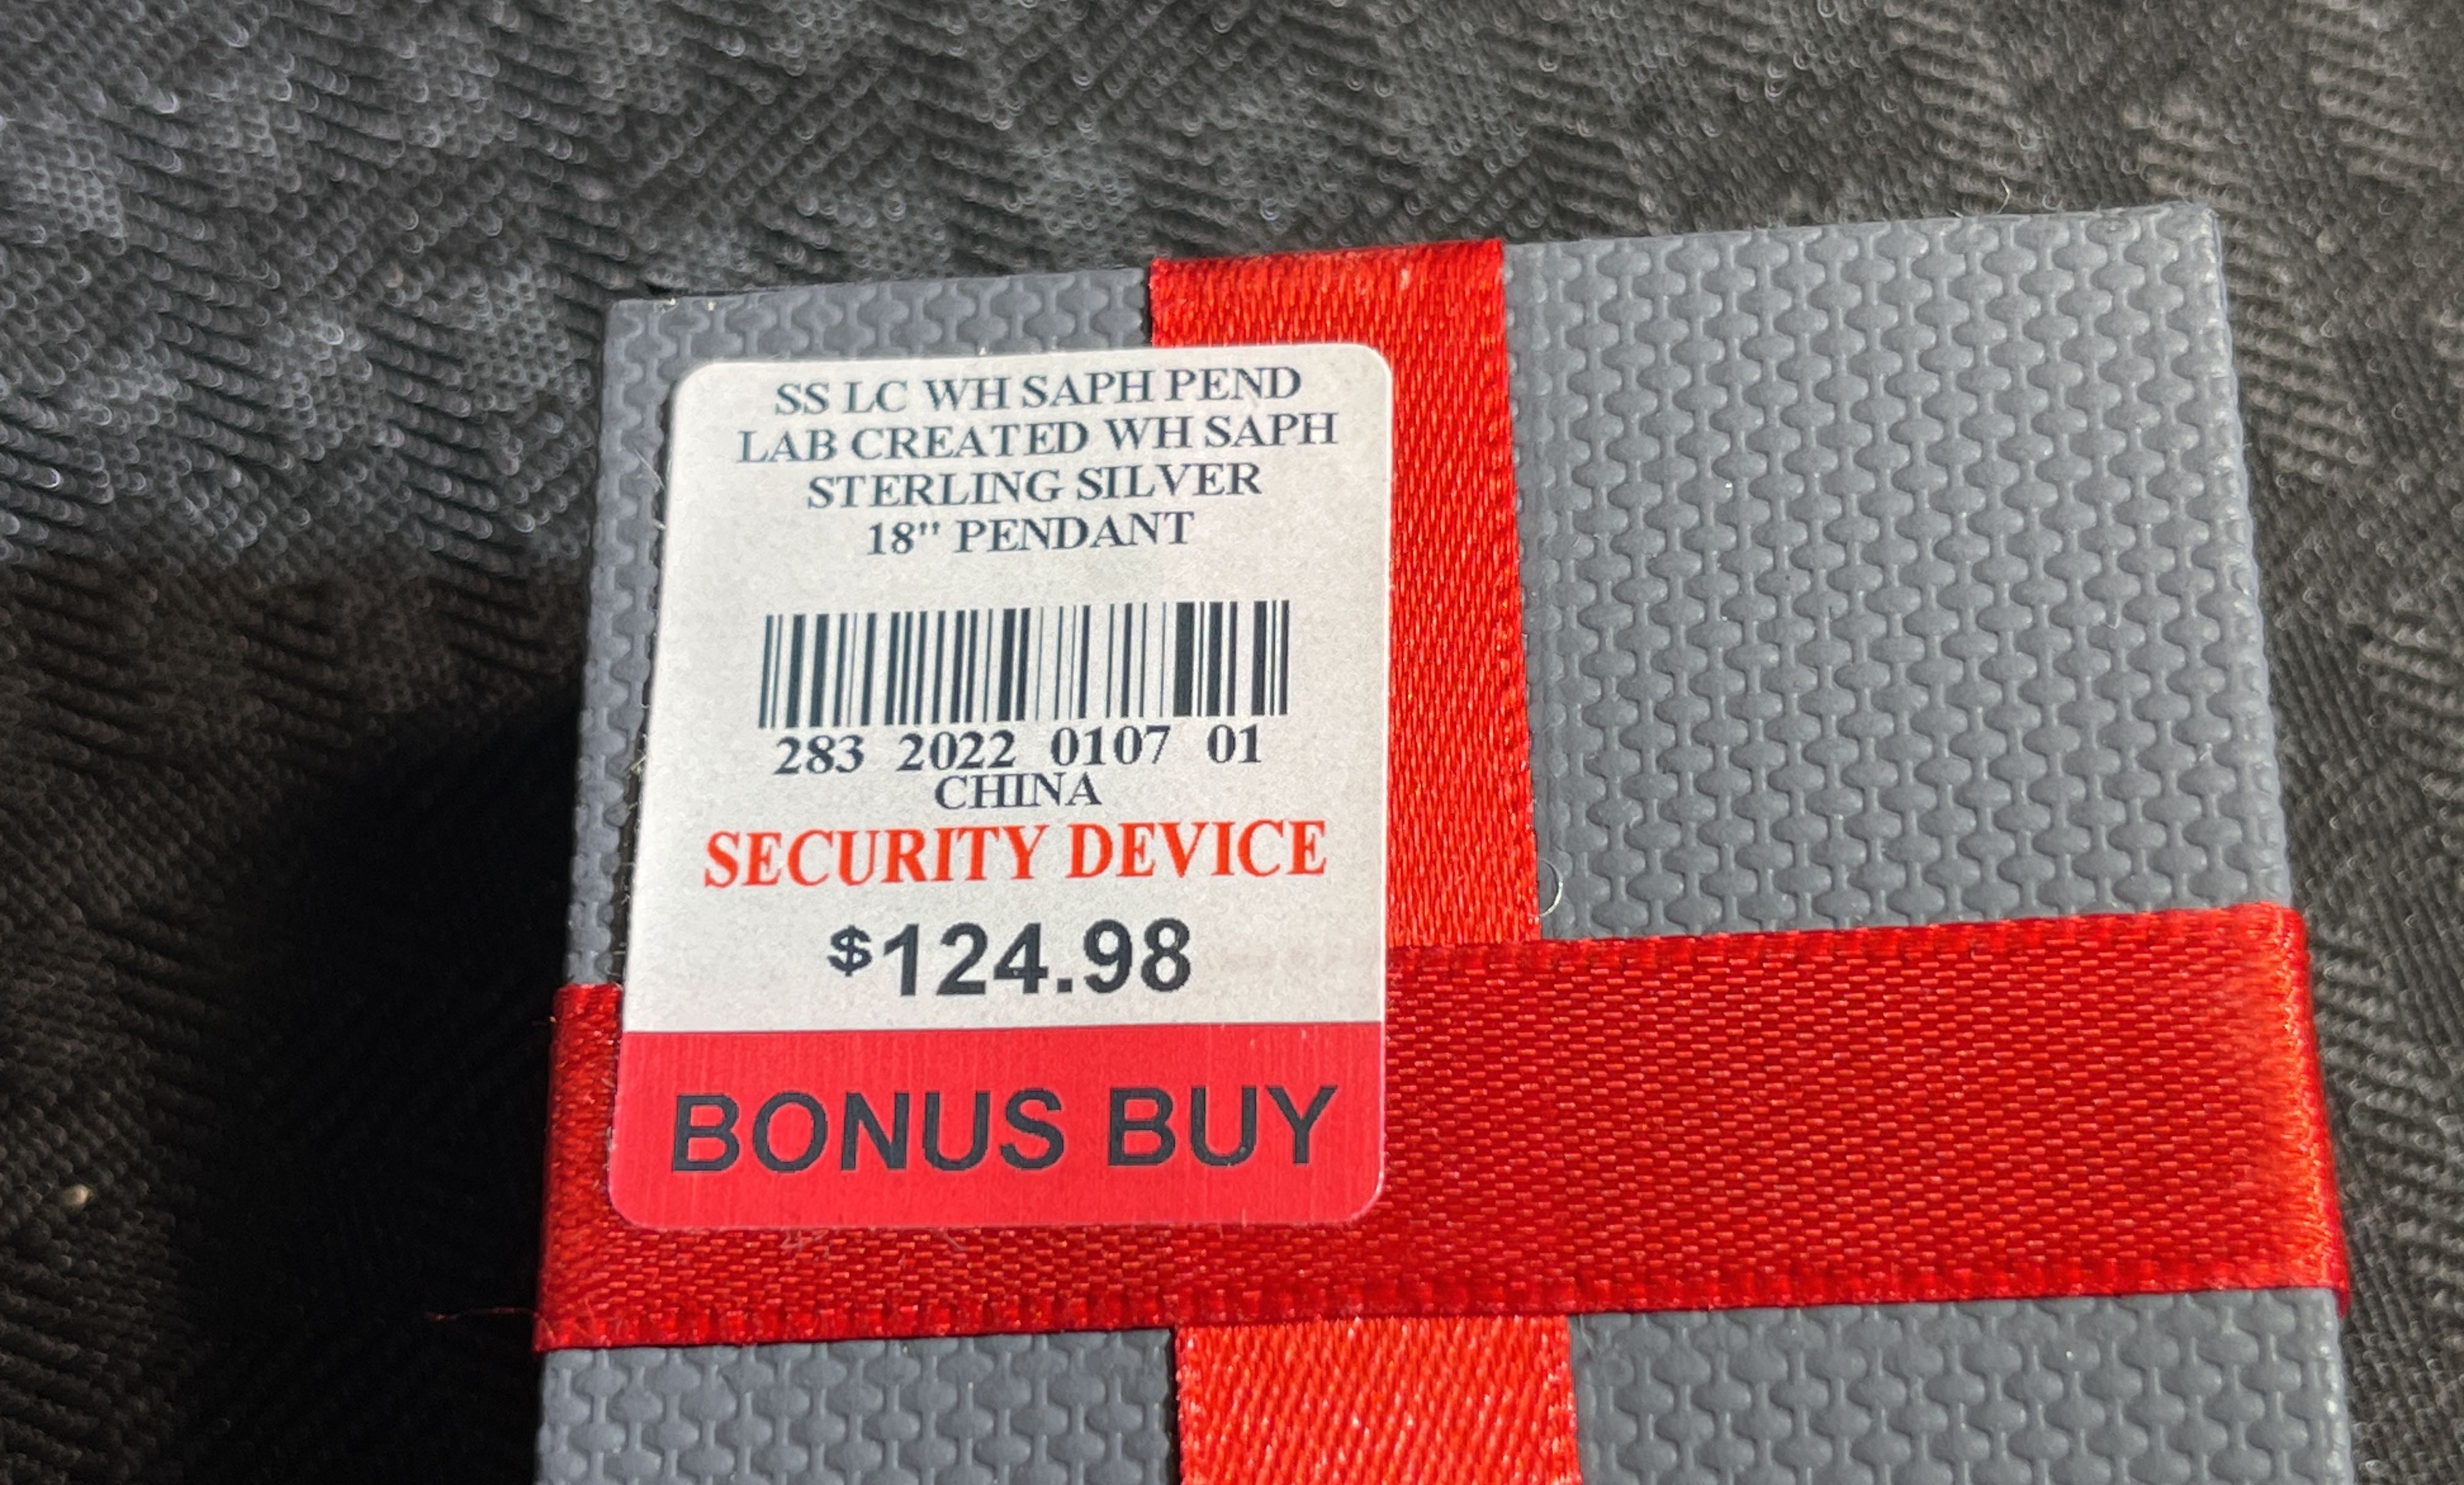 SS LC WH SAPH PEND
LAB CREATED WH SAPH
STERLING SILVER
18" PENDANT
283 2022 0107 01
CHINA
SECURITY DEVICE
$124.98
BONUS BUY